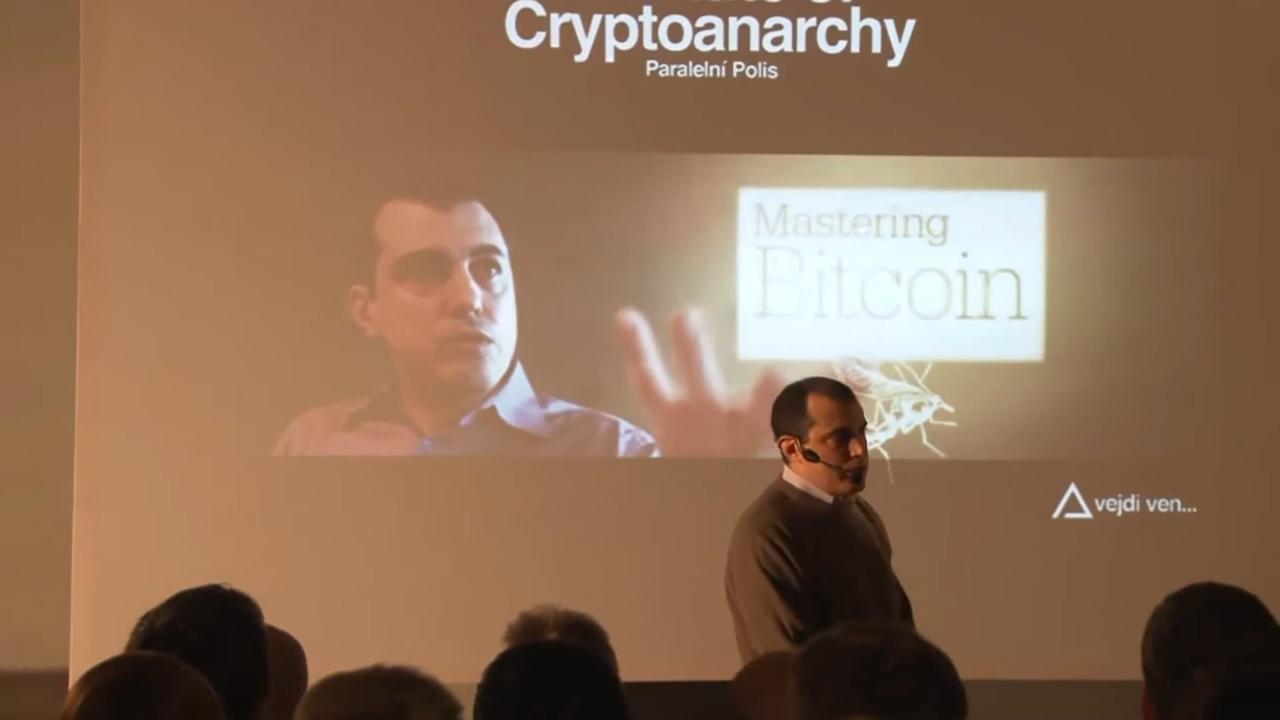 Cryptoanarchy
Paralelní Polis
Mastering
Bitcoin
vejdi ven...